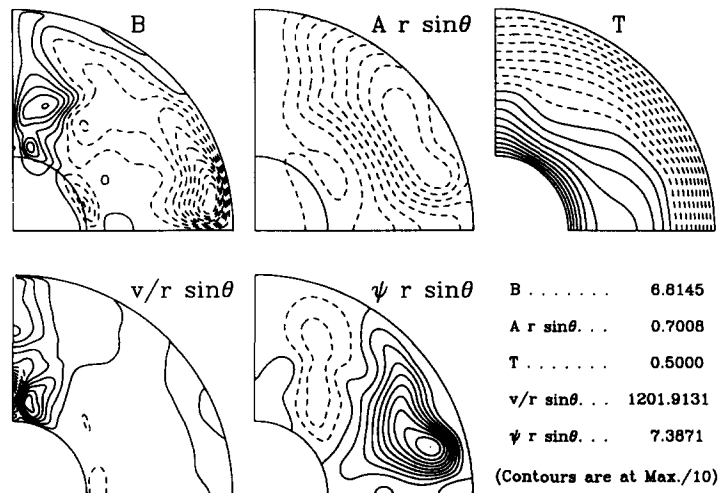 B
A r sinθ
T
v/r sinθ
ψ r sinθ
B ........ 6.8145
A r sinθ... 0.7008
T ....... 0.5000
v/r sinθ... 1201.9131
ψ r sinθ... 7.3871
(Contours are at Max./10)